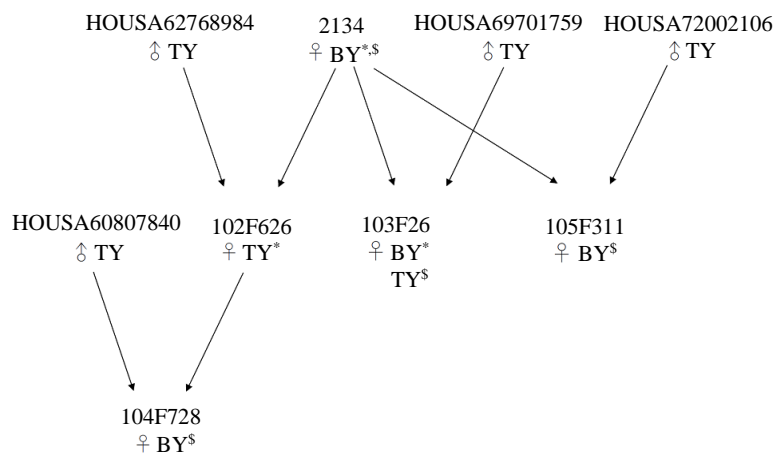 HOUSA62768984
♂ TY
2134
♀ BY*,$
HOUSA69701759
♂ TY
HOUSA72002106
♂ TY
HOUSA60807840
♂ TY
102F626
♀ TY*
103F26
♀ BY*
TY$
105F311
♀ BY$
104F728
♀ BY$